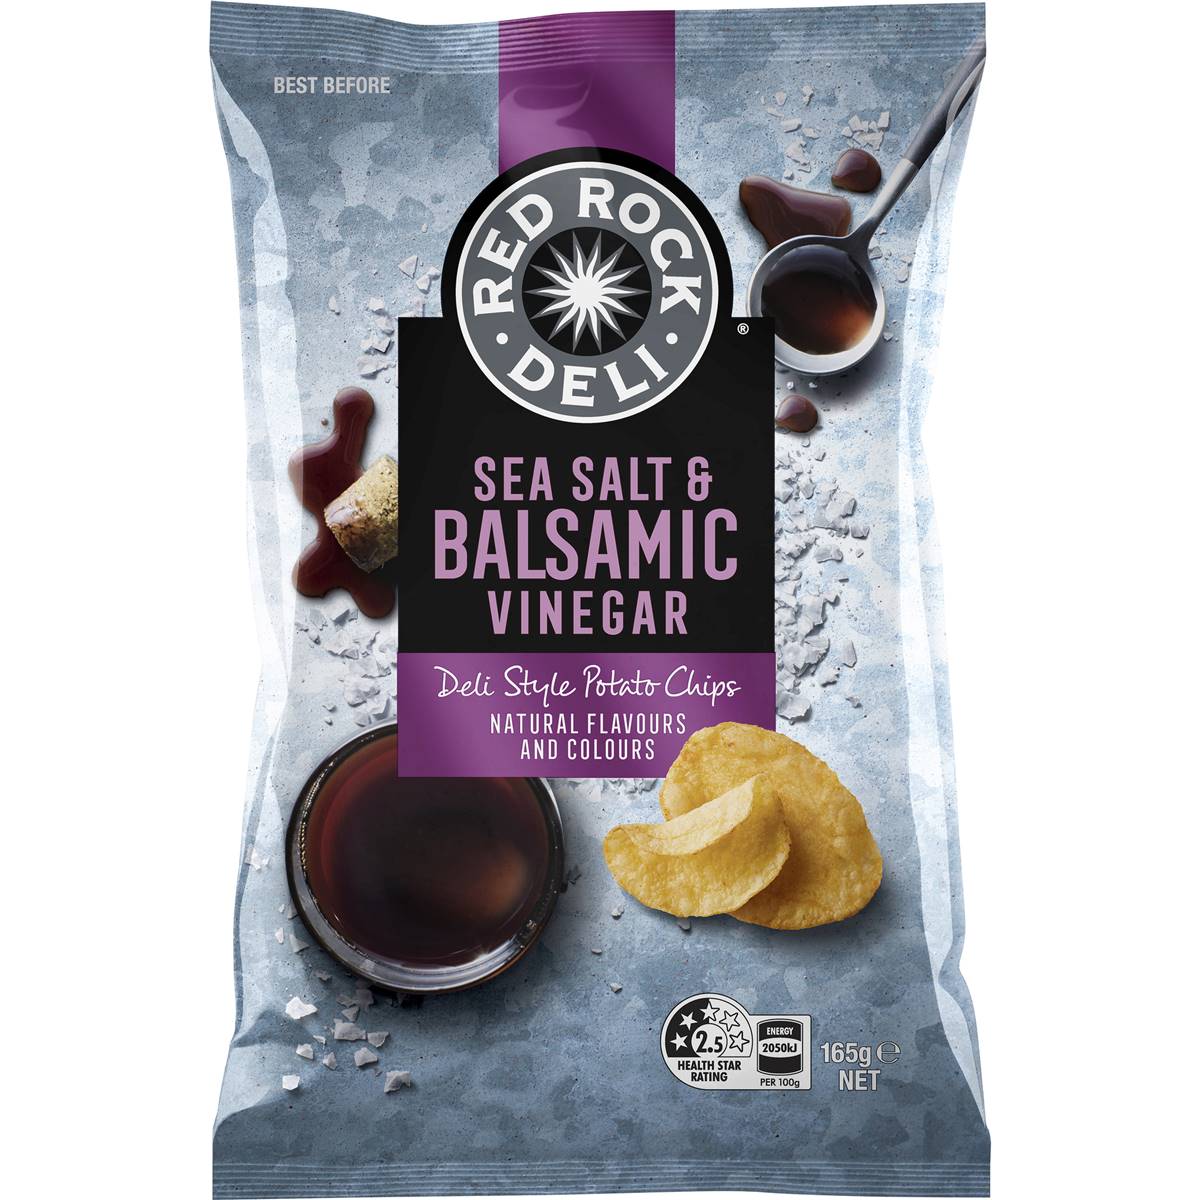 BEST BEFORE
RED ROCK
DELI
®
SEA SALT &
BALSAMIC
VINEGAR
Deli Style Potato Chips
NATURAL FLAVOURS
AND COLOURS
2.5
HEALTH STAR
RATING
ENERGY
2050kJ
PER 100g
165g ℮
NET